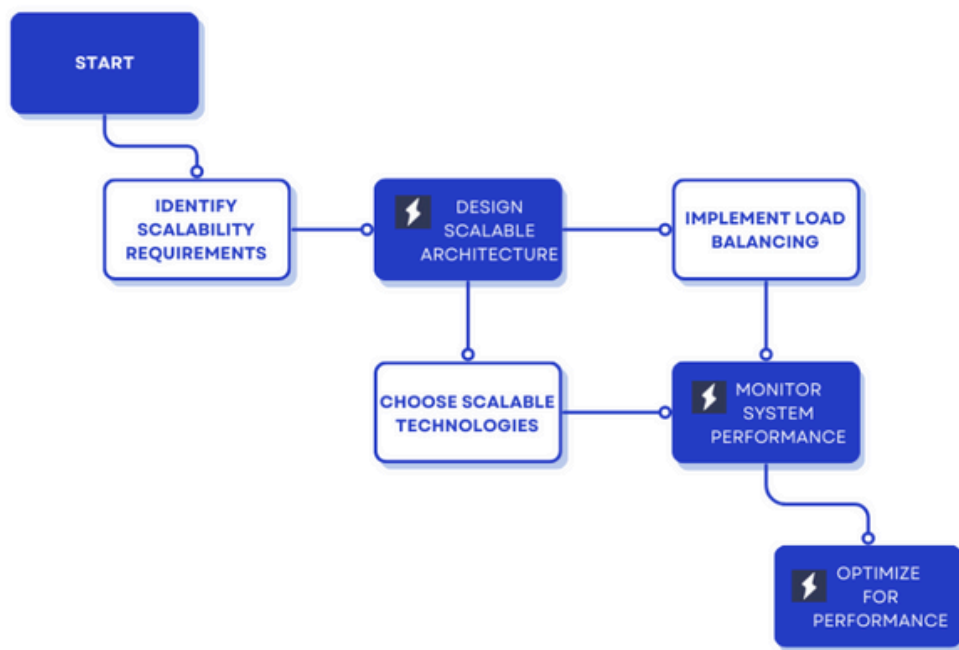 START
IDENTIFY
SCALABILITY
REQUIREMENTS
DESIGN
SCALABLE
ARCHITECTURE
IMPLEMENT LOAD
BALANCING
CHOOSE SCALABLE
TECHNOLOGIES
MONITOR
SYSTEM
PERFORMANCE
OPTIMIZE
FOR
PERFORMANCE